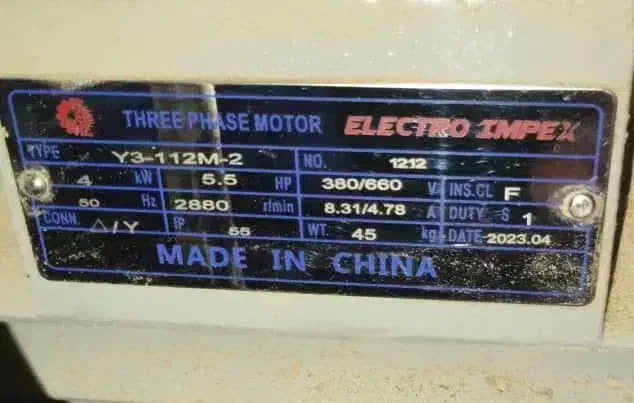 THREE PHASE MOTOR ELECTRO IMPEX
TYPE Y3-112M-2 NO. 1212
4 kW 5.5 HP 380/660 V INS.CL F
50 Hz 2880 r/min 8.31/4.78 A DUTY S 1
CONN. △/Y IP 55 WT. 45 kg DATE 2023.04
MADE IN CHINA